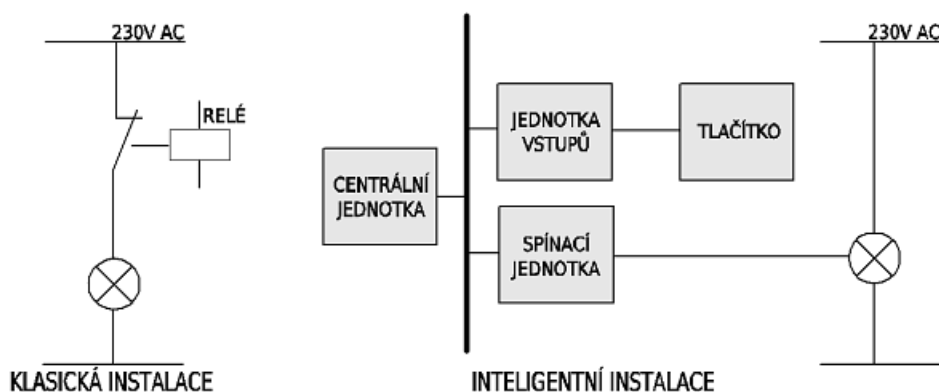 230V AC
RELÉ
KLASICKÁ INSTALACE
CENTRÁLNÍ
JEDNOTKA
JEDNOTKA
VSTUPŮ
TLAČÍTKO
SPÍNACÍ
JEDNOTKA
230V AC
INTELIGENTNÍ INSTALACE